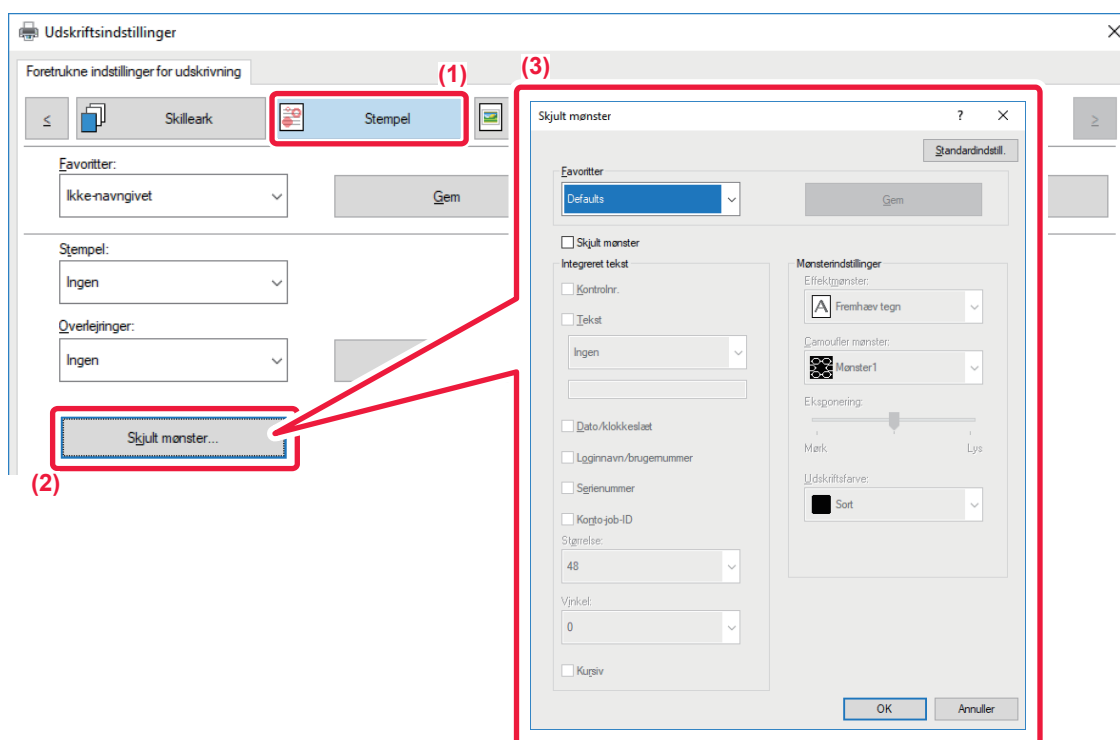 Udskriftsindstillinger
Foretrukne indstillinger for udskrivning
(1)
(3)
<
Skilleark
Stempel
>
Favoritter:
Ikke-navngivet
Gem
Stempel:
Ingen
Overlejringer:
Ingen
Skjult mønster...
(2)
Skjult mønster
?
Standardindstill.
Favoritter
Defaults
Gem
Skjult mønster
Integreret tekst
Kontrolnr.
Tekst
Ingen
Dato/klokkeslæt
Loginnavn/brugernummer
Serienummer
Konto-job-ID
Størrelse:
48
Vinkel:
0
Kursiv
Mønsterindstillinger
Effektmønster:
A
Fremhæv tegn
Camoufler mønster:
Mønster1
Eksponering:
Mørk
Lys
Udskriftsfarve:
Sort
OK
Annuller